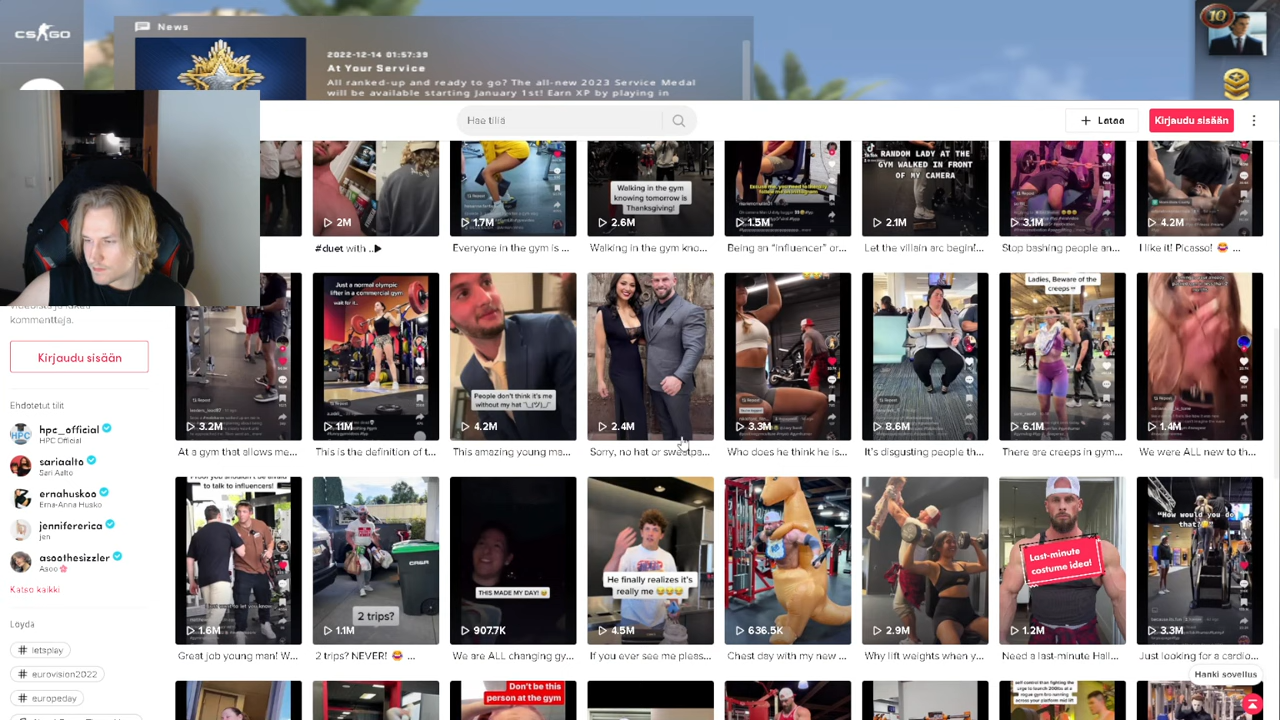 CS:GO
News
2022-12-14 01:57:39
At Your Service
All ranked-up and ready to go? The all-new 2023 Service Medal
will be available starting January 1st! Earn XP by playing in
10
Hae tiliä
Lataa
Kirjaudu sisään
kommentteja.
Kirjaudu sisään
Ehdotetut tilit
hpc_official
HPC Official
sariaalto
Sari Aalto
ernahuskoo
Erna-Anna Husko
jennifererica
jen
asoothesizzler
Asoo
Katso kaikki
Löydä
# letsplay
# eurovision2022
# europeday
2M
1.7M
Walking in the gym
knowing tomorrow is
Thanksgiving!
2.6M
1.5M
RANDOM LADY AT THE
GYM WALKED IN FRONT
OF MY CAMERA
2.1M
3.1M
4.2M
#duet with ..
Everyone in the gym is ...
Walking in the gym kno...
Being an "influencer" or...
Let the villain arc begin!...
Stop bashing people an...
I like it! Picasso! ...
3.2M
Just a normal olympic
lifter in a commercial gym
wait for it..
11M
People don't think it's me
without my hat ¯\_(ツ)_/¯
4.2M
2.4M
3.3M
8.6M
Ladies, Beware of the
creeps
6.1M
1.4M
At a gym that allows me...
This is the definition of t...
This amazing young ma...
Sorry, no hat or sweatpa...
Who does he think he is...
It's disgusting people th...
There are creeps in gym...
We were ALL new to th...
to talk to influencers!
1.6M
2 trips?
1.1M
THIS MADE MY DAY!
907.7K
He finally realizes it's
really me
4.5M
636.5K
2.9M
Last-minute
costume idea!
1.2M
"How would you do
that?"
3.3M
Great job young man! W...
2 trips? NEVER! ...
We are ALL changing gy...
If you ever see me pleas...
Chest day with my new ...
Why lift weights when y...
Need a last-minute Hall...
Just looking for a cardio...
Hanki sovellus
Don't be this
person at the gym